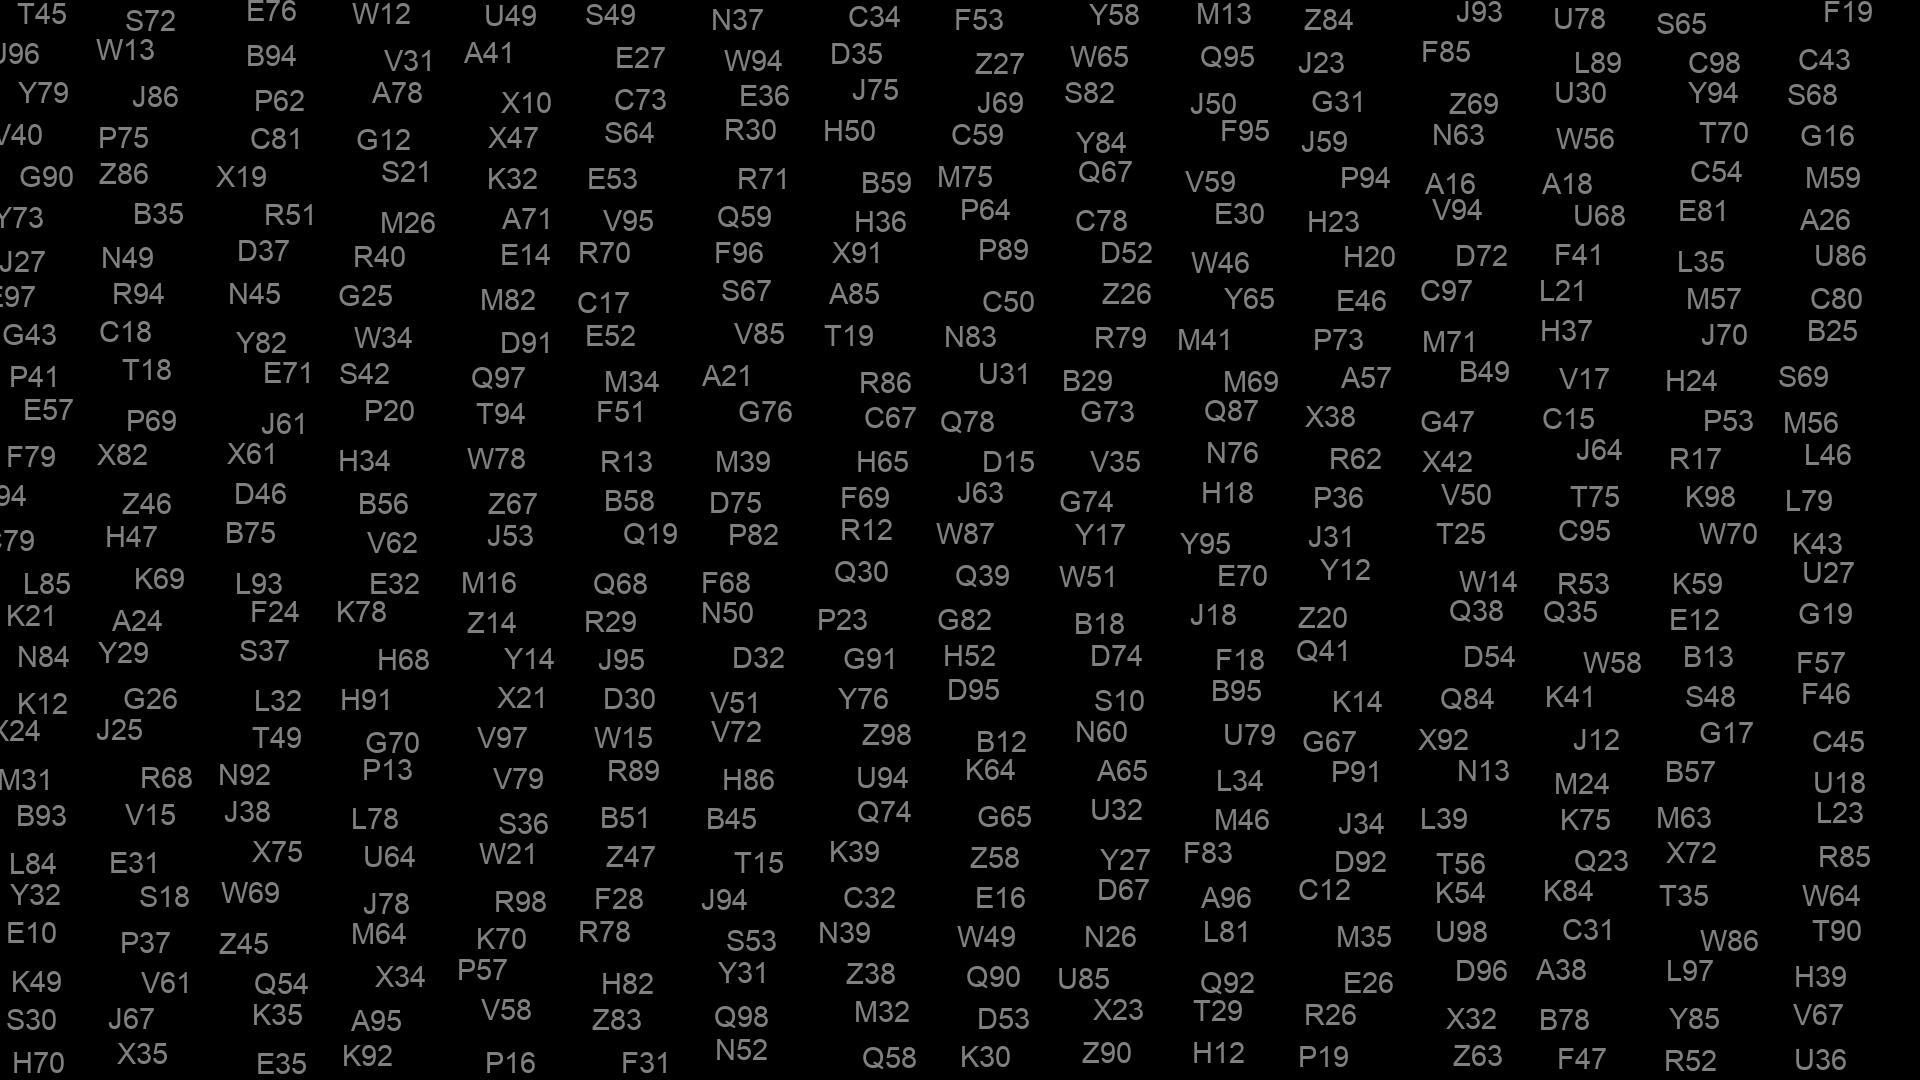 T45 S72 E76 W12 U49 S49 N37 C34 F53 Y58 M13 Z84 J93 U78 S65 F19
J96 W13 B94 V31 A41 E27 W94 D35 Z27 W65 Q95 J23 F85 L89 C98 C43
Y79 J86 P62 A78 X10 C73 E36 J75 J69 S82 J50 G31 Z69 U30 Y94 S68
V40 P75 C81 G12 X47 S64 R30 H50 C59 Y84 F95 J59 N63 W56 T70 G16
G90 Z86 X19 S21 K32 E53 R71 B59 M75 Q67 V59 P94 A16 A18 C54 M59
Y73 B35 R51 M26 A71 V95 Q59 H36 P64 C78 E30 H23 V94 U68 E81 A26
J27 N49 D37 R40 E14 R70 F96 X91 P89 D52 W46 H20 D72 F41 L35 U86
E97 R94 N45 G25 M82 C17 S67 A85 C50 Z26 Y65 E46 C97 L21 M57 C80
G43 C18 Y82 W34 D91 E52 V85 T19 N83 R79 M41 P73 M71 H37 J70 B25
P41 T18 E71 S42 Q97 M34 A21 R86 U31 B29 M69 A57 B49 V17 H24 S69
E57 P69 J61 P20 T94 F51 G76 C67 Q78 G73 Q87 X38 G47 C15 P53 M56
F79 X82 X61 H34 W78 R13 M39 H65 D15 V35 N76 R62 X42 J64 R17 L46
94 Z46 D46 B56 Z67 B58 D75 F69 J63 G74 H18 P36 V50 T75 K98 L79
79 H47 B75 V62 J53 Q19 P82 R12 W87 Y17 Y95 J31 T25 C95 W70 K43
L85 K69 L93 E32 M16 Q68 F68 Q30 Q39 W51 E70 Y12 W14 R53 K59 U27
K21 A24 F24 K78 Z14 R29 N50 P23 G82 B18 J18 Z20 Q38 Q35 E12 G19
N84 Y29 S37 H68 Y14 J95 D32 G91 H52 D74 F18 Q41 D54 W58 B13 F57
K12 G26 L32 H91 X21 D30 V51 Y76 D95 S10 B95 K14 Q84 K41 S48 F46
X24 J25 T49 G70 V97 W15 V72 Z98 B12 N60 U79 G67 X92 J12 G17 C45
M31 R68 N92 P13 V79 R89 H86 U94 K64 A65 L34 P91 N13 M24 B57 U18
B93 V15 J38 L78 S36 B51 B45 Q74 G65 U32 M46 J34 L39 K75 M63 L23
L84 E31 X75 U64 W21 Z47 T15 K39 Z58 Y27 F83 D92 T56 Q23 X72 R85
Y32 S18 W69 J78 R98 F28 J94 C32 E16 D67 A96 C12 K54 K84 T35 W64
E10 P37 Z45 M64 K70 R78 S53 N39 W49 N26 L81 M35 U98 C31 W86 T90
K49 V61 Q54 X34 P57 H82 Y31 Z38 Q90 U85 Q92 E26 D96 A38 L97 H39
S30 J67 K35 A95 V58 Z83 Q98 M32 D53 X23 T29 R26 X32 B78 Y85 V67
H70 X35 E35 K92 P16 F31 N52 Q58 K30 Z90 H12 P19 Z63 F47 R52 U36